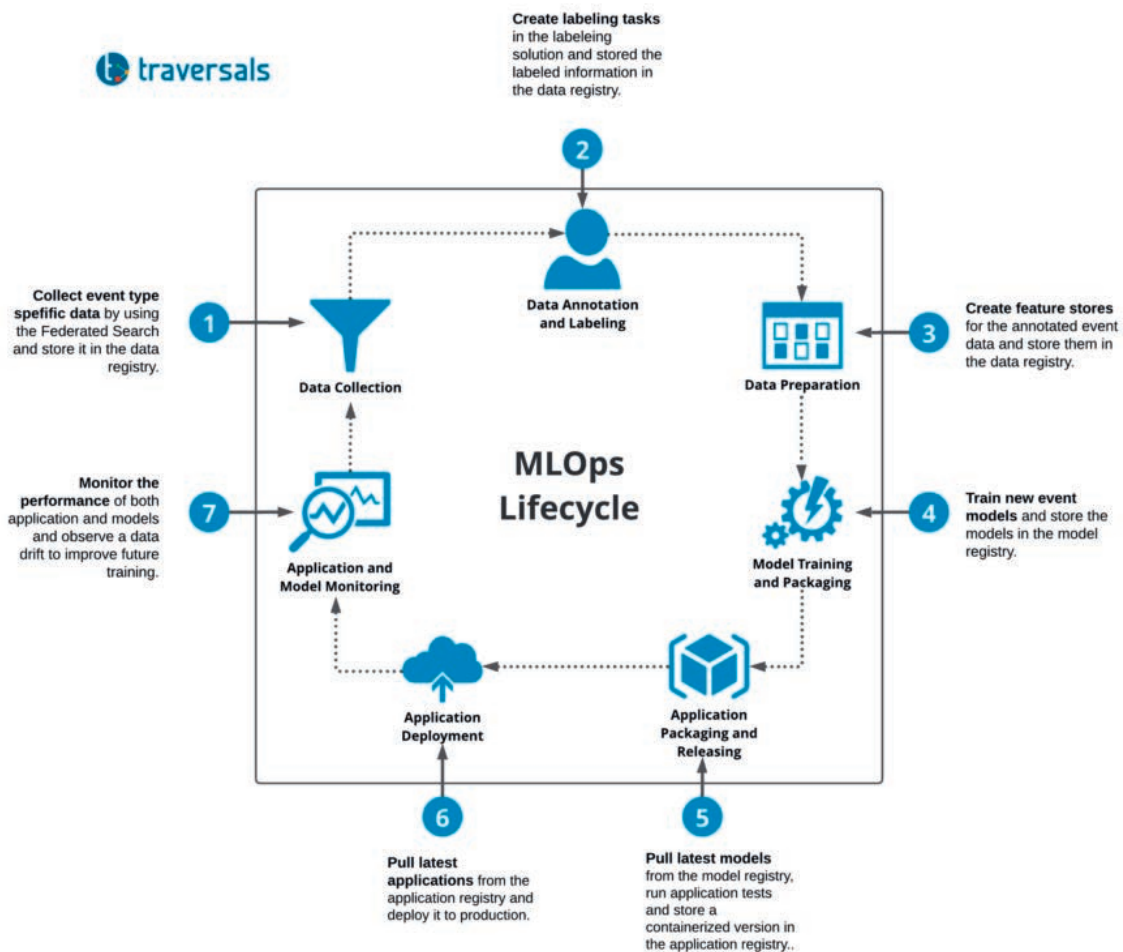 traversals
Create labeling tasks
in the labeleing
solution and stored the
labeled information in
the data registry.
2
Data Annotation
and Labeling
Collect event type
speﬁfic data by using
the Federated Search
and store it in the data
registry.
1
Data Collection
3
Create feature stores
for the annotated event
data and store them in
the data registry.
Data Preparation
MLOps
Lifecycle
Monitor the
performance of both
application and models
and observe a data
drift to improve future
training.
7
Application and
Model Monitoring
4
Train new event
models and store the
models in the model
registry.
Model Training
and Packaging
Application
Deployment
Application
Packaging and
Releasing
6
5
Pull latest
applications from the
application registry and
deploy it to production.
Pull latest models
from the model registry,
run application tests
and store a
containerized version in
the application registry..